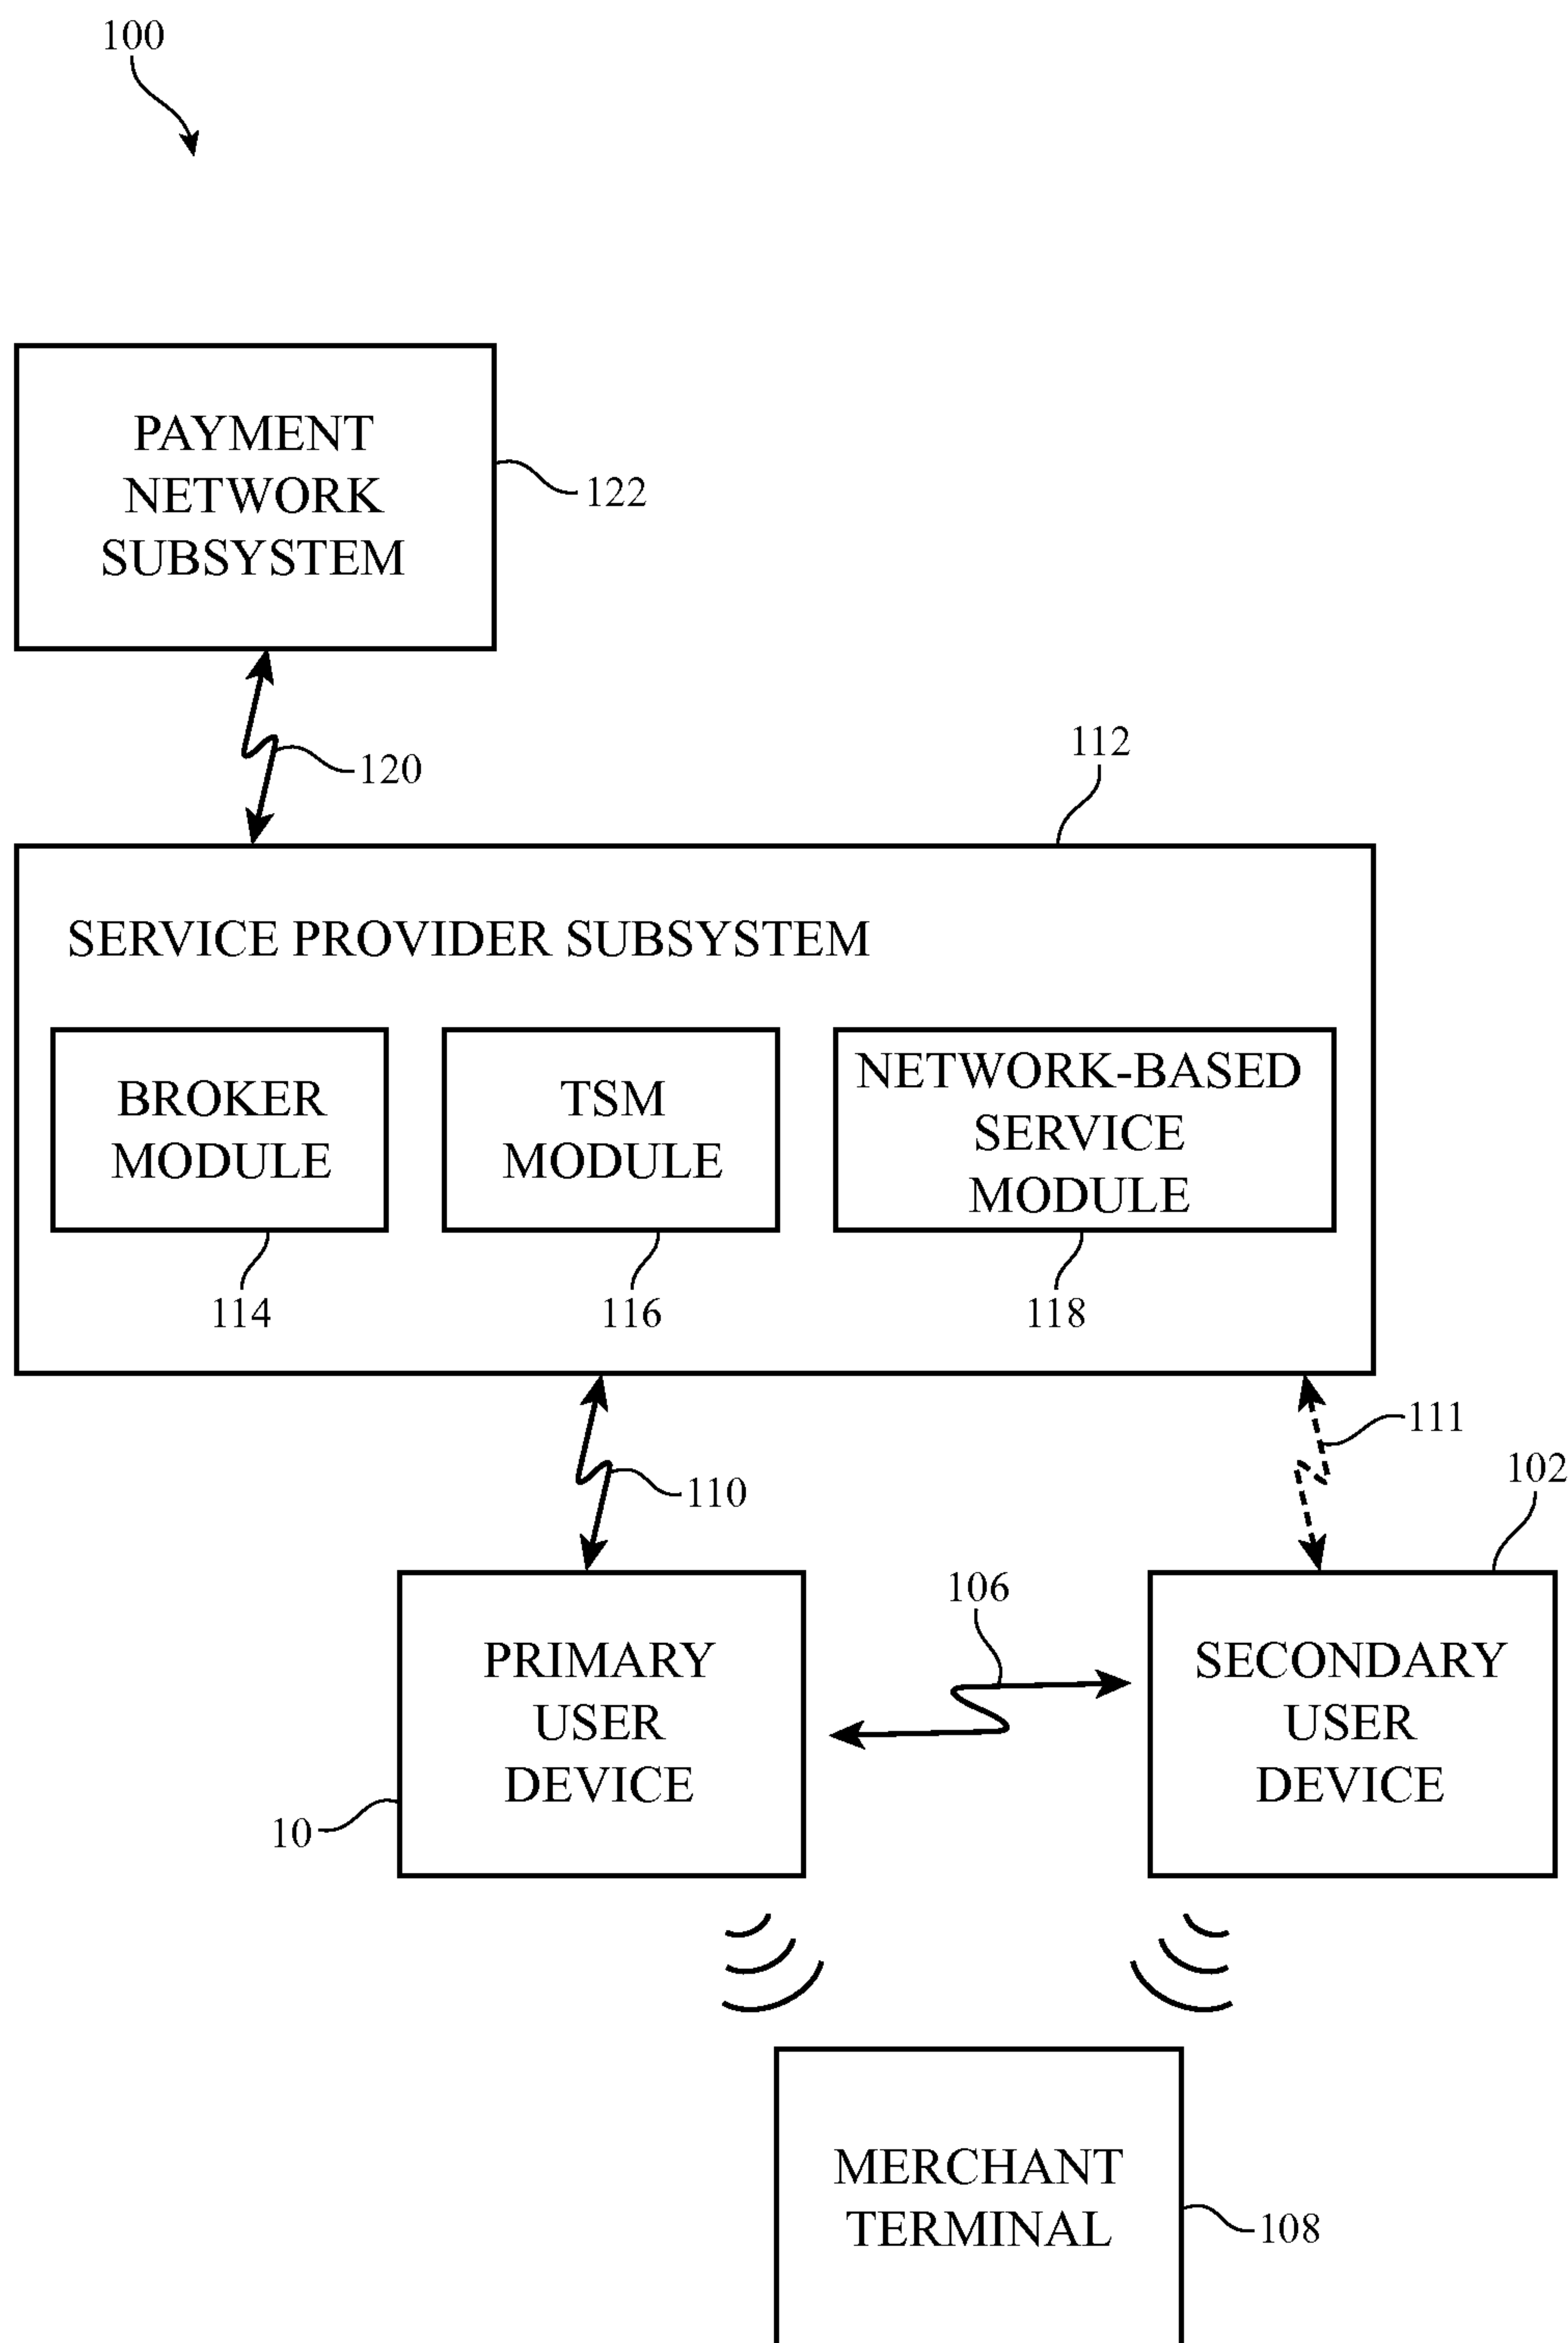 100
PAYMENT
NETWORK
SUBSYSTEM
122
120
112
SERVICE PROVIDER SUBSYSTEM
BROKER
MODULE
TSM
MODULE
NETWORK-BASED
SERVICE
MODULE
114
116
118
110
111
102
106
PRIMARY
USER
DEVICE
SECONDARY
USER
DEVICE
10
MERCHANT
TERMINAL
108